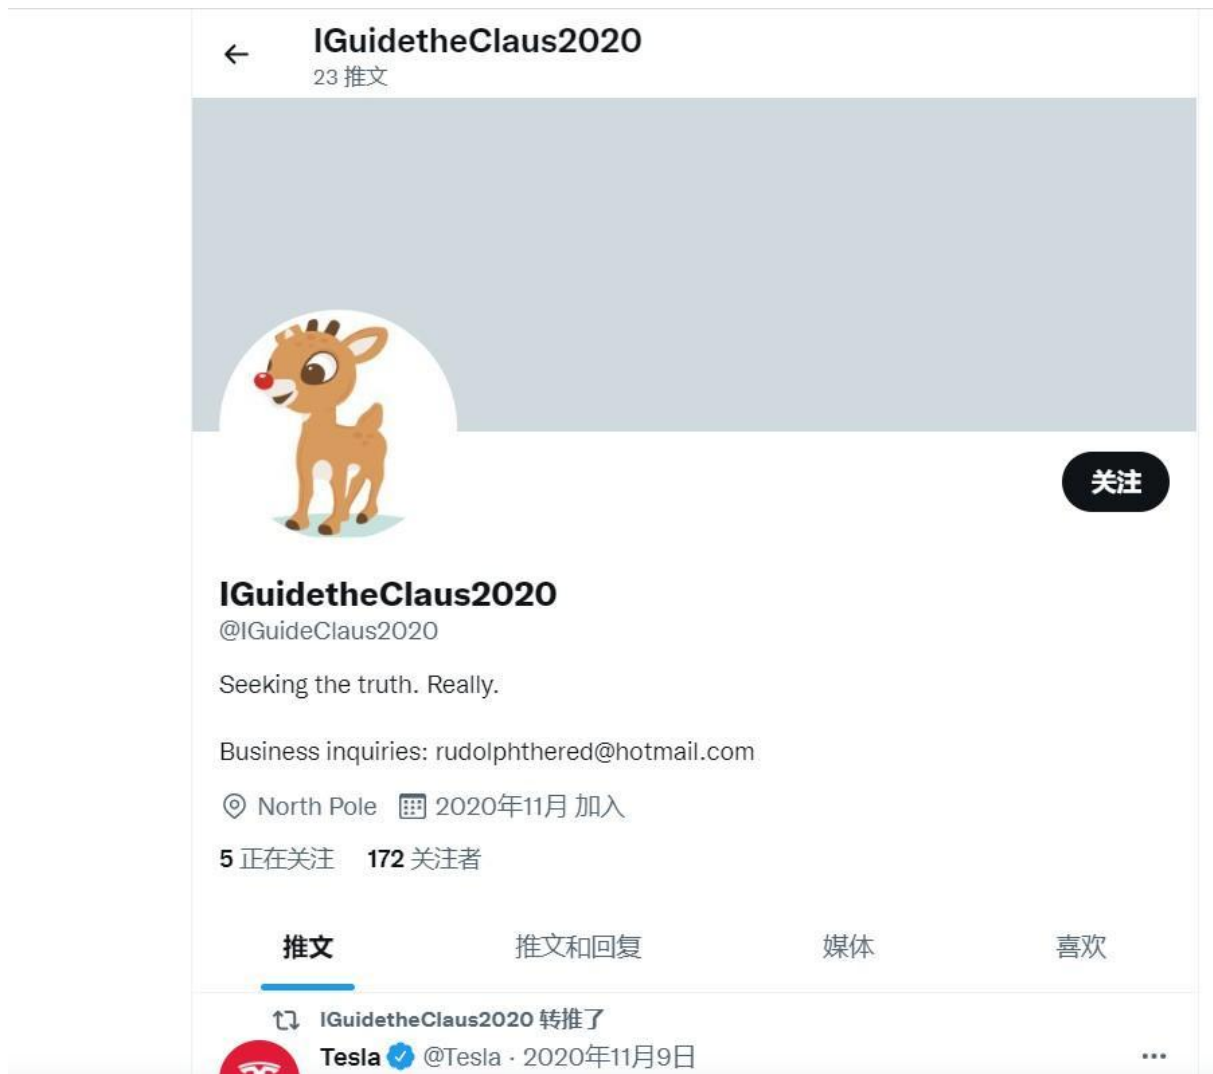 IGuidetheClaus2020
23 推文
关注
IGuidetheClaus2020
@IGuideClaus2020
Seeking the truth. Really.
Business inquiries: rudolphthered@hotmail.com
North Pole 2020年11月 加入
5 正在关注 172 关注者
推文 推文和回复 媒体 喜欢
IGuidetheClaus2020 转推了
Tesla @Tesla · 2020年11月9日